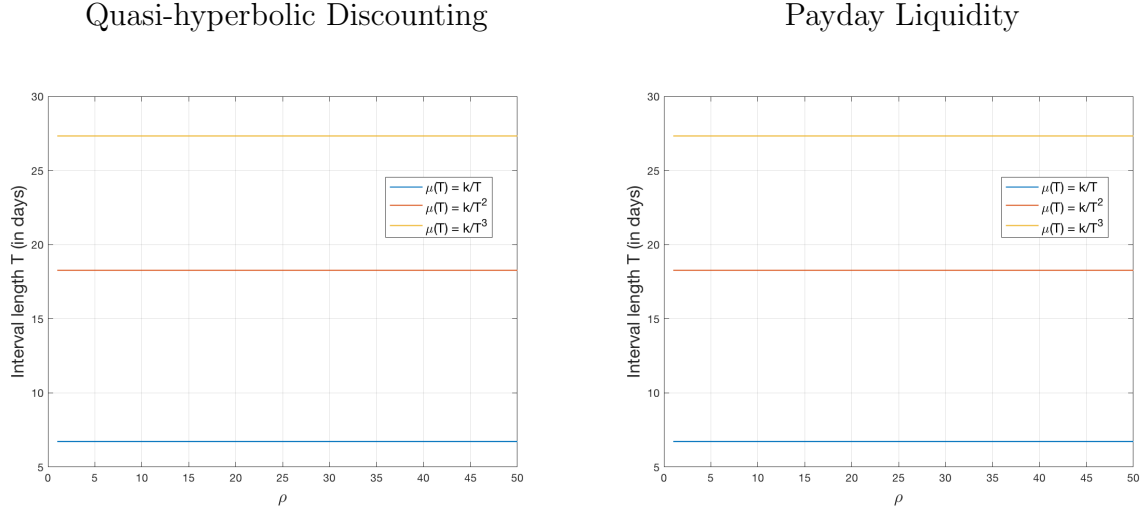 Quasi-hyperbolic Discounting
30
25
20
15
10
5
Interval length T (in days)
μ(T) = k/T
μ(T) = k/T²
μ(T) = k/T³
0 5 10 15 20 25 30 35 40 45 50
ρ
Payday Liquidity
30
25
20
15
10
5
Interval length T (in days)
μ(T) = k/T
μ(T) = k/T²
μ(T) = k/T³
0 5 10 15 20 25 30 35 40 45 50
ρ